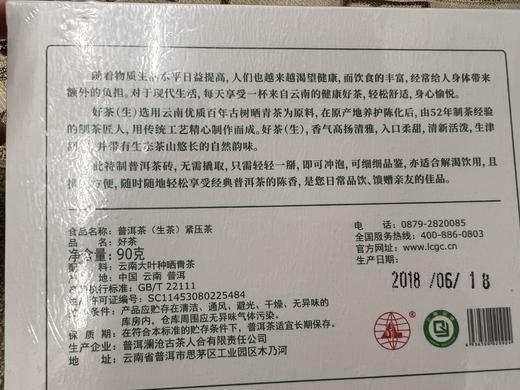 随着物质生活水平日益提高，人们也越来越渴望健康，而饮食的丰富，经常给人身体带来
额外的负担。对于现代生活，每天享受一杯来自云南的健康好茶，轻松舒适，身心愉悦。
好茶（生）选用云南优质百年古树晒青茶为原料，在原产地养护陈化后，由52年制茶经验
的制茶匠人，用传统工艺精心制作而成。好茶（生），香气高扬清雅，入口柔甜，清新活泼，生津
，并带有生态茶山悠长的自然韵味。
此袴制普洱茶砖，无需撬取，只需轻轻一掰，即可冲泡，可细细品鉴，亦适合解渴饮用，且
携带方便，随时随地轻松享受经典普洱茶的陈香，是您日常品饮、馈赠亲友的佳品。
食品名称：普洱茶（生茶）紧压茶
品 名：好茶
净含量：90克
配 料：云南大叶种晒青茶
产 地：中国 云南 普洱
产品执行标准：GB/T 22111
生产许可证编号：SC11453080225484
贮存条件：产品应贮存在清洁、通风、避光、干燥、无异味的
库房内，仓库周围应无异味气体污染。
保 质 期：在符合本标准的贮存条件下，普洱茶适宜长期保存。
生产企业：普洱澜沧古茶人合有限责任公司
地址：云南省普洱市思茅区工业园区木乃河
电 话：0879-2820085
全国服务热线：400-886-0803
网 址：www.lcgc.cn
生产日期：
2018 /06/ 18